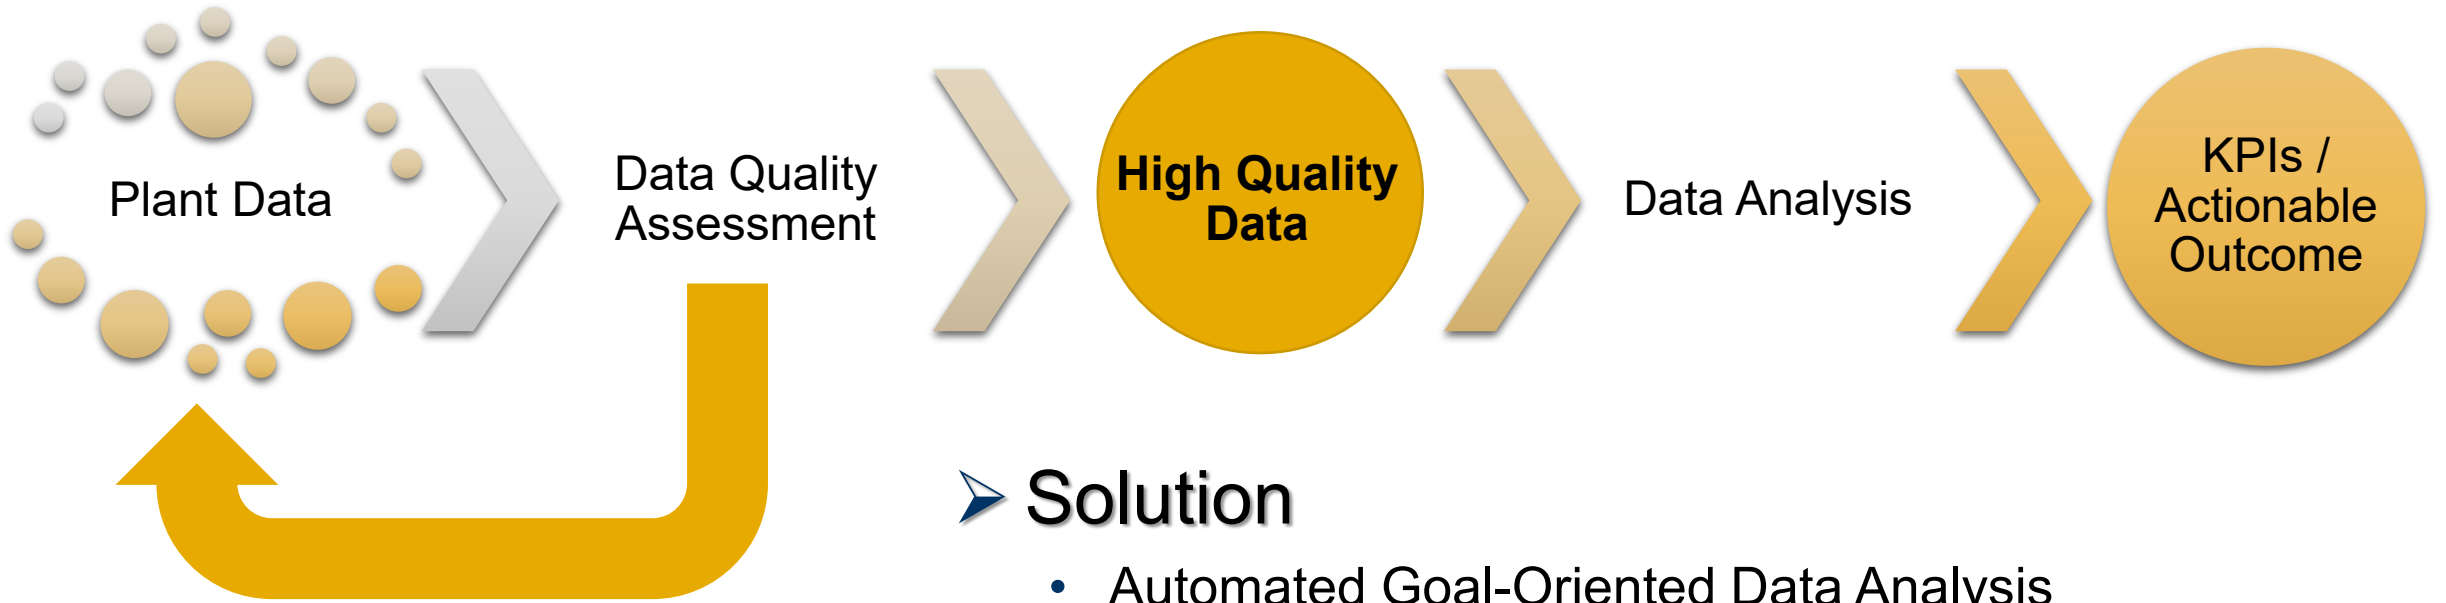 Plant Data
Data Quality
Assessment
High Quality
Data
Data Analysis
KPIs /
Actionable
Outcome
Solution
• Automated Goal-Oriented Data Analysis